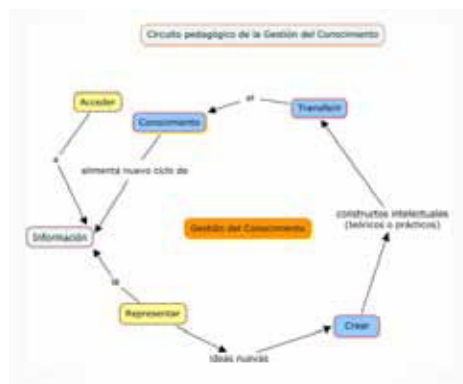 Circuito pedagógico de la Gestión del Conocimiento
Acceder
el
Transferir
Conocimiento
a
alimenta nuevo ciclo de
constructos intelectuales
(teóricos o prácticos)
Información
Gestión del Conocimiento
la
Representar
Crear
Ideas nuevas